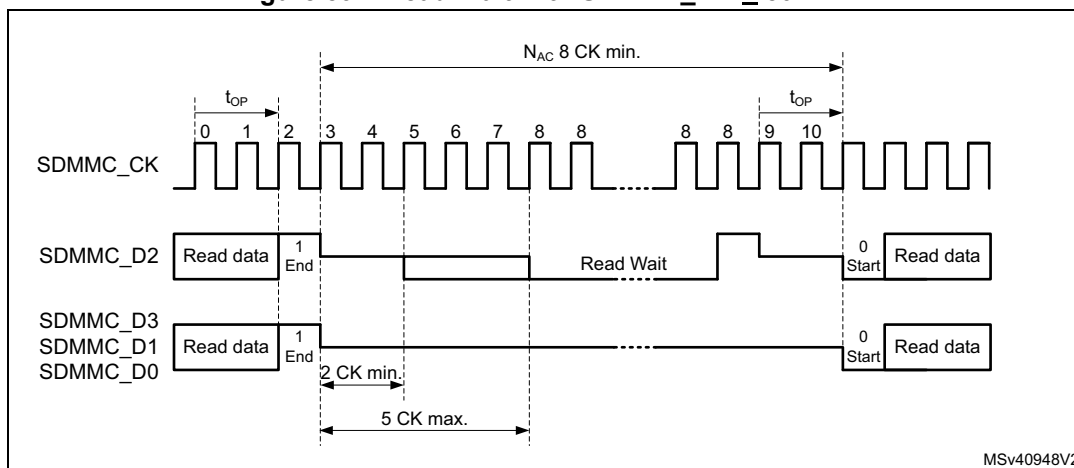 N_AC 8 CK min.
t_OP t_OP
0 1 2 3 4 5 6 7 8 8 8 8 9 10
SDMMC_CK
SDMMC_D2 Read data 1 End Read Wait 0 Start Read data
SDMMC_D3
SDMMC_D1 Read data 1 End 0 Start Read data
SDMMC_D0
2 CK min.
5 CK max.
MSv40948V2